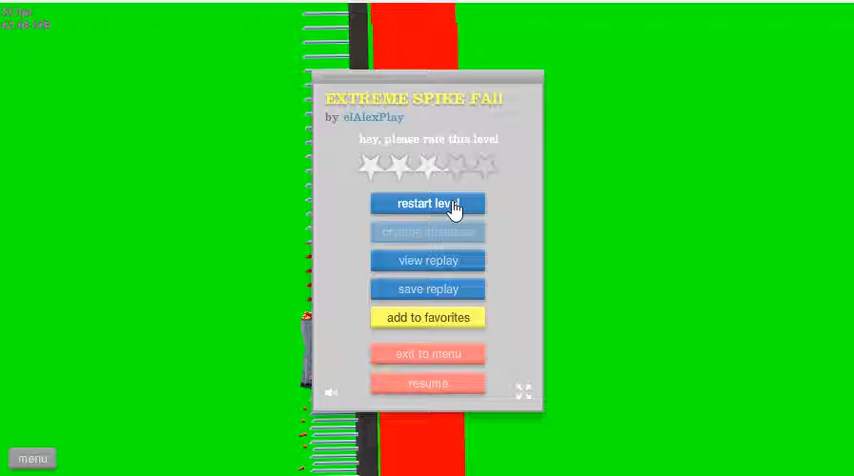 EXTREME SPIKE FAll
by elAlexPlay
hay, please rate this level
restart level
view replay
save replay
add to favorites
exit to menu
resume
menu